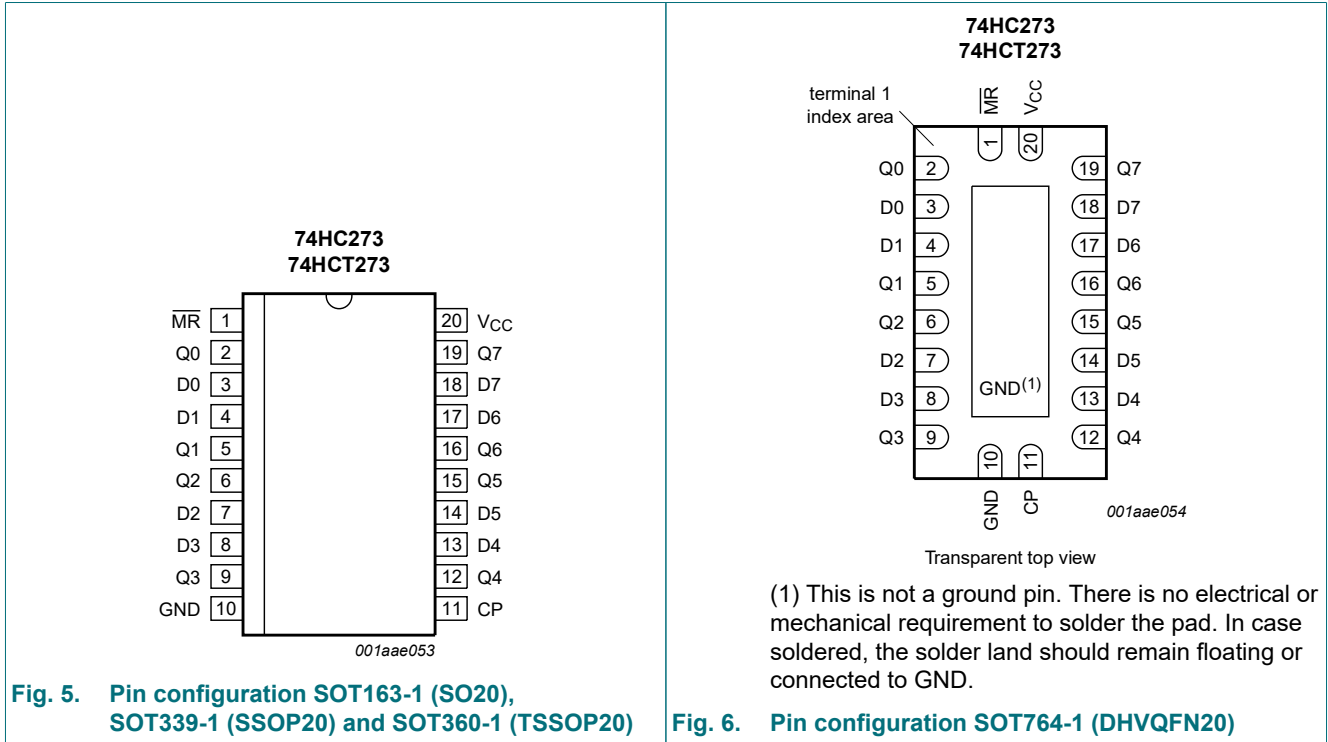 74HC273
74HCT273
MR 1
Q0 2
D0 3
D1 4
Q1 5
Q2 6
D2 7
D3 8
Q3 9
GND 10
20 VCC
19 Q7
18 D7
17 D6
16 Q6
15 Q5
14 D5
13 D4
12 Q4
11 CP
001aae053
Fig. 5. Pin configuration SOT163-1 (SO20),
SOT339-1 (SSOP20) and SOT360-1 (TSSOP20)
74HC273
74HCT273
terminal 1
index area
MR
VCC
1
20
Q0 2
D0 3
D1 4
Q1 5
Q2 6
D2 7
D3 8
Q3 9
19 Q7
18 D7
17 D6
16 Q6
15 Q5
14 D5
13 D4
12 Q4
GND(1)
10
11
GND
CP
001aae054
Transparent top view
(1) This is not a ground pin. There is no electrical or
mechanical requirement to solder the pad. In case
soldered, the solder land should remain floating or
connected to GND.
Fig. 6. Pin configuration SOT764-1 (DHVQFN20)